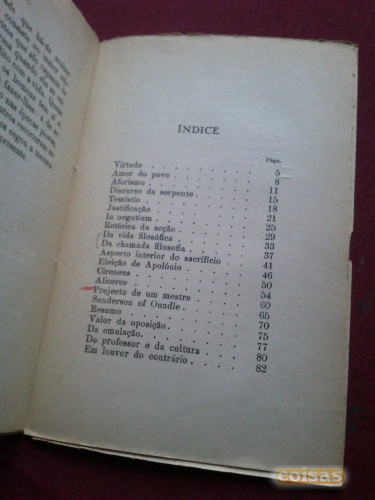 ÍNDICE
Págs.
Virtude . . . . . . . . . 5
Amor do povo . . . . . . . 8
Aforismo . . . . . . . . 11
Discurso da serpente. . . . . . 15
Temístio . . . . . . . . 18
Justificação . . . . . . . 21
In negotium . . . . . . . 25
Retórica da acção . . . . . . 29
Da vida filosófica . . . . . . 33
Da chamada filosofia . . . . . 37
Aspecto interior do sacrifício . . . 41
Eleição de Apolónio . . . . . 46
Cireneus . . . . . . . . 50
Alicerce . . . . . . . . 54
Projecto de um mestre . . . . . 60
Sanderson of Oundle . . . . . 65
Resumo . . . . . . . . . 70
Valor da oposição . . . . . . 75
Da emulação. . . . . . . . 77
Do professor e da cultura . . . . 80
Em louvor do contrário . . . . . 82
coisas